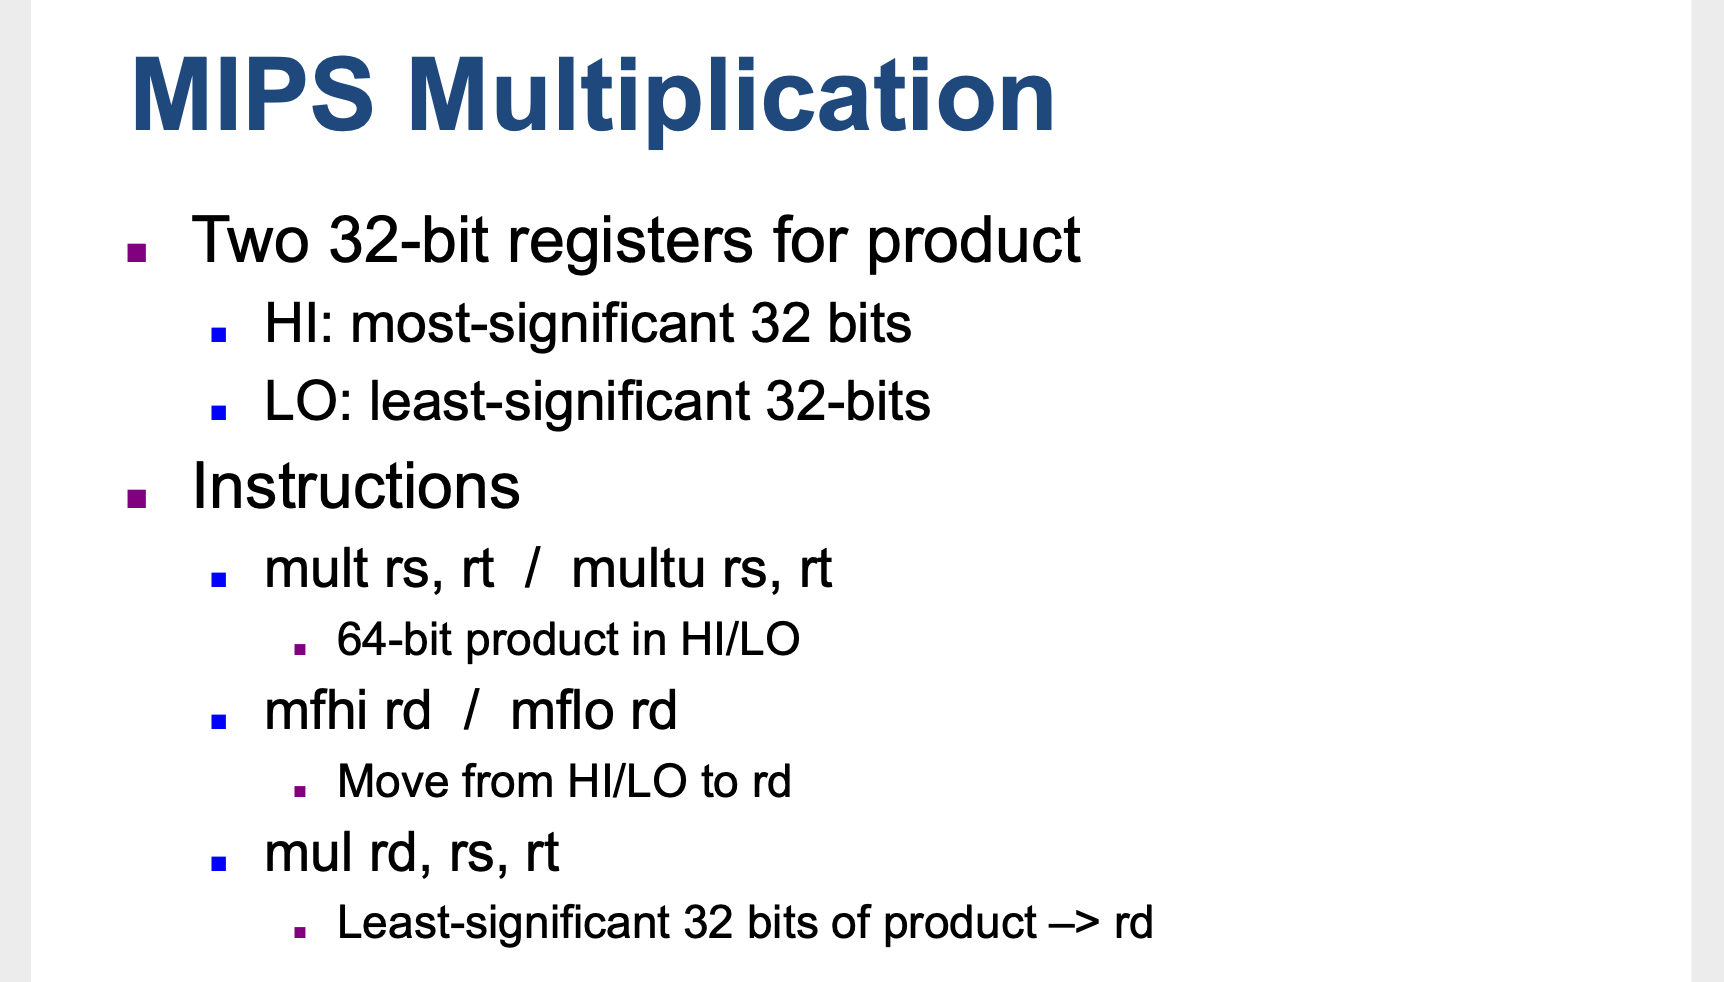 MIPS Multiplication
Two 32-bit registers for product
HI: most-significant 32 bits
LO: least-significant 32-bits
Instructions
mult rs, rt / multu rs, rt
64-bit product in HI/LO
mfhi rd / mflo rd
Move from HI/LO to rd
mul rd, rs, rt
Least-significant 32 bits of product –> rd